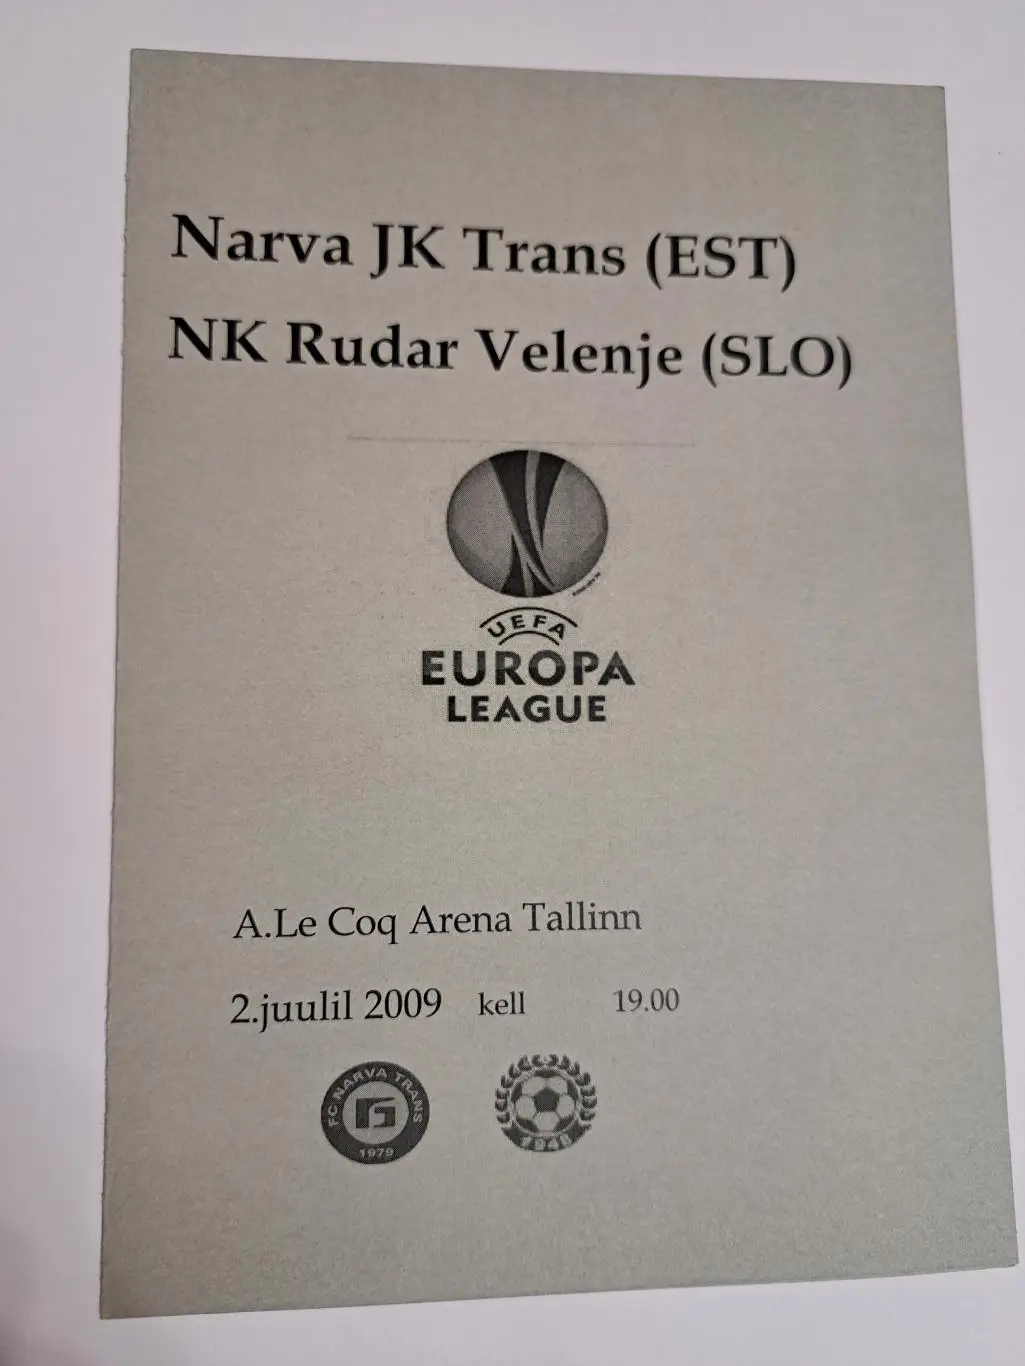 Narva JK Trans (EST)
NK Rudar Velenje (SLO)
UEFA
EUROPA
LEAGUE
A.Le Coq Arena Tallinn
2.juulil 2009 kell 19.00
FC NARVA TRANS
1979
1948